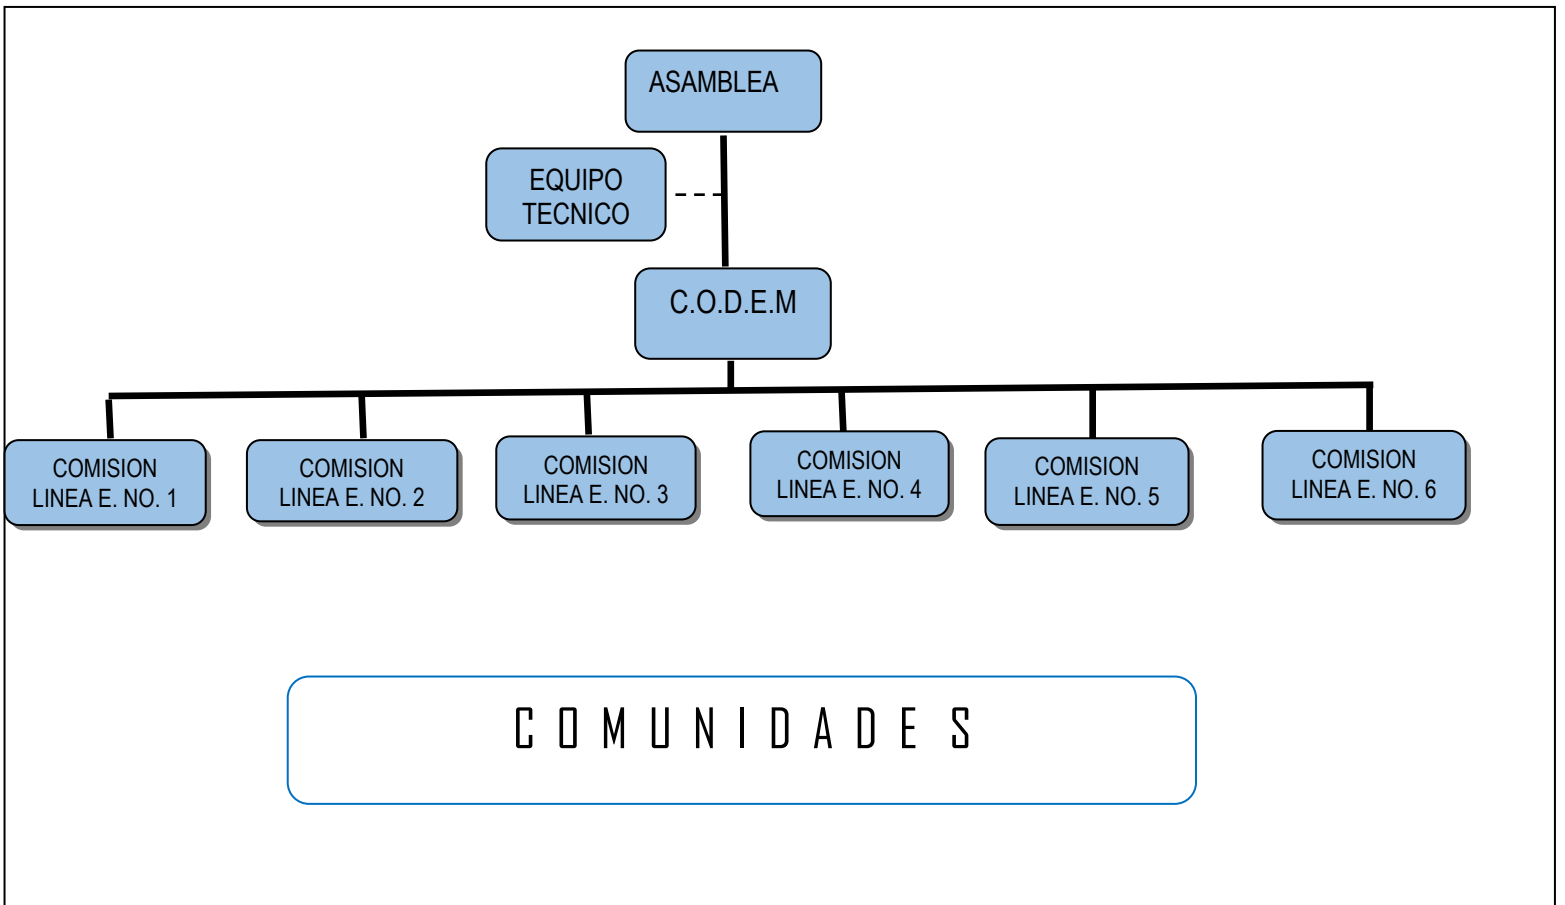 ASAMBLEA
EQUIPO
TECNICO
C.O.D.E.M
COMISION
LINEA E. NO. 1
COMISION
LINEA E. NO. 2
COMISION
LINEA E. NO. 3
COMISION
LINEA E. NO. 4
COMISION
LINEA E. NO. 5
COMISION
LINEA E. NO. 6
C O M U N I D A D E S